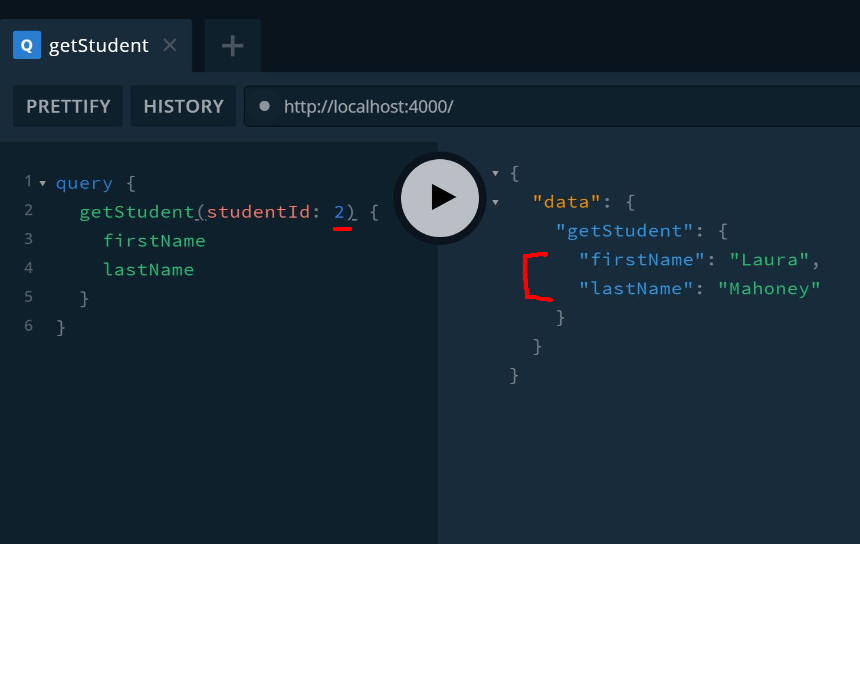 Q getStudent × +
PRETTIFY HISTORY http://localhost:4000/
1 query {
2 getStudent(studentId: 2) {
3 firstName
4 lastName
5 }
6 }
{
"data": {
"getStudent": {
"firstName": "Laura",
"lastName": "Mahoney"
}
}
}